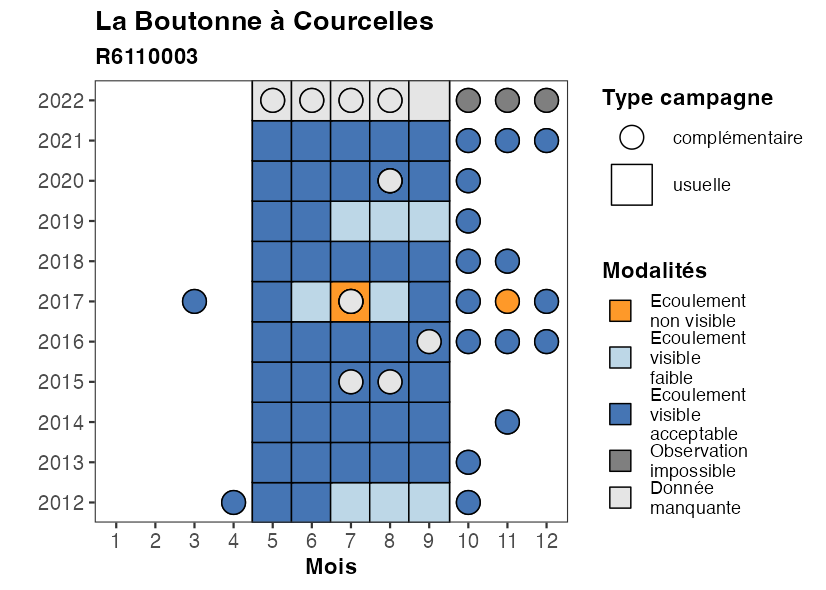 La Boutonne à Courcelles
R6110003
2022
2021
2020
2019
2018
2017
2016
2015
2014
2013
2012
1 2 3 4 5 6 7 8 9 10 11 12
Mois
Type campagne
complémentaire
usuelle
Modalités
Ecoulement
non visible
Ecoulement
visible
faible
Ecoulement
visible
acceptable
Observation
impossible
Donnée
manquante